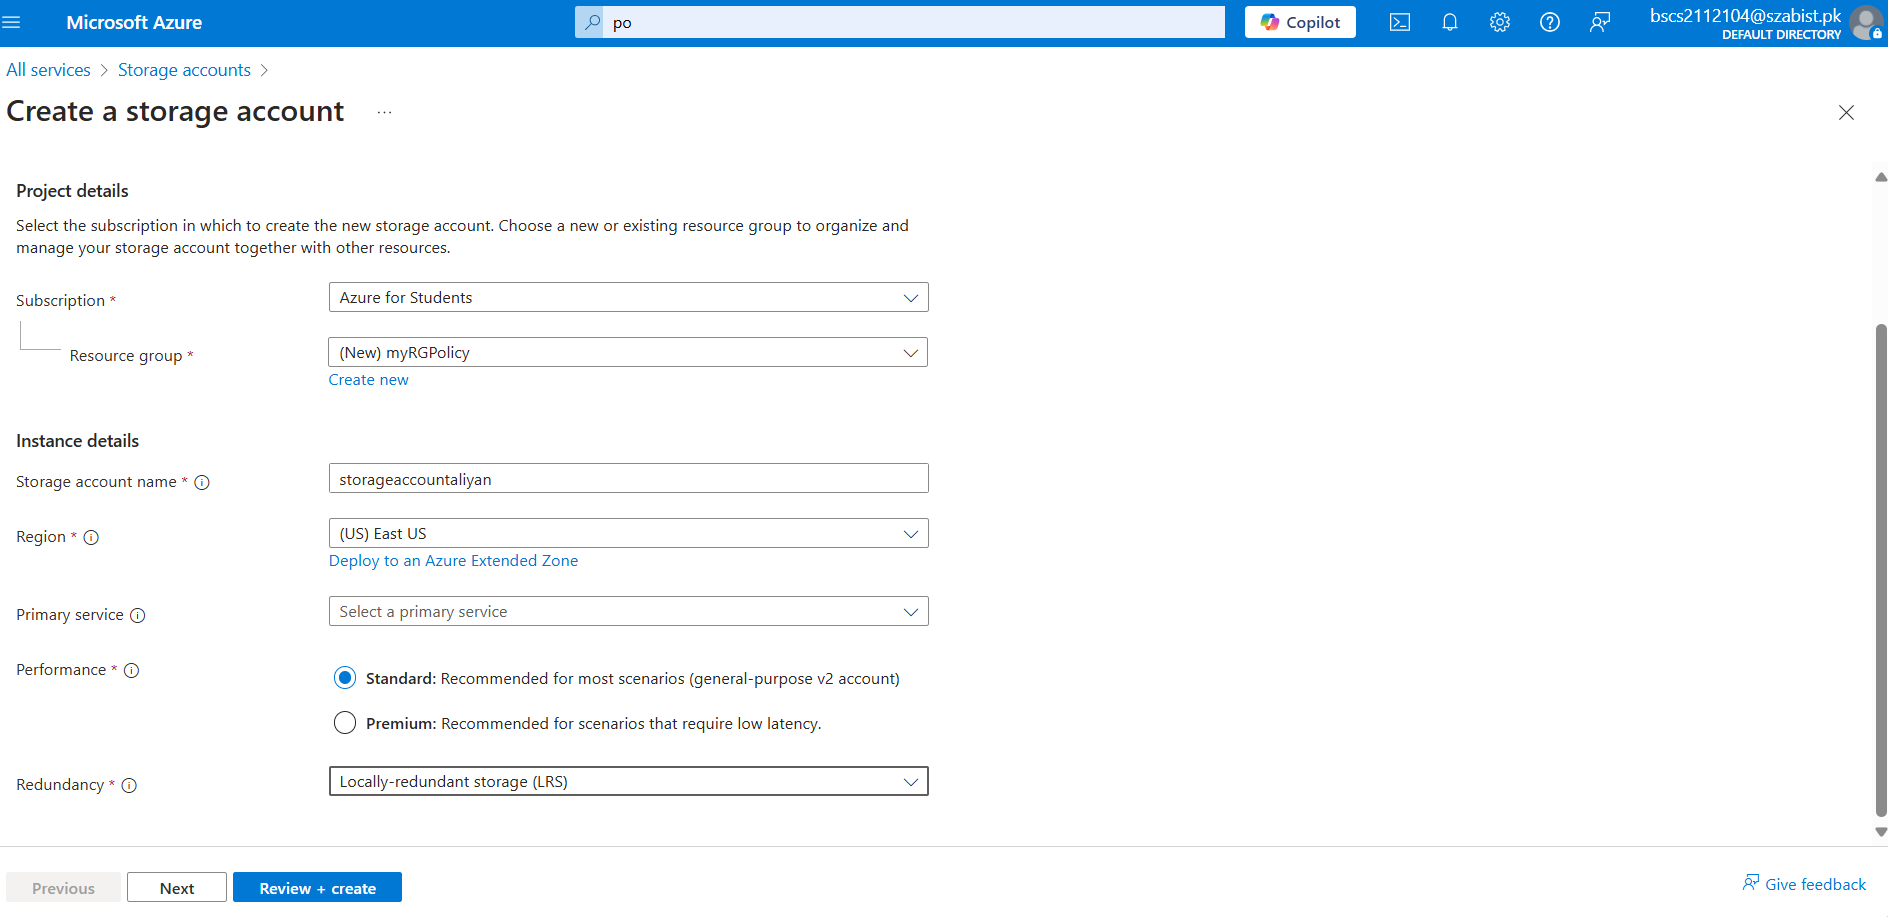 Microsoft Azure
po
Copilot
bscs2112104@szabist.pk
DEFAULT DIRECTORY
All services > Storage accounts >
Create a storage account ...
Project details
Select the subscription in which to create the new storage account. Choose a new or existing resource group to organize and
manage your storage account together with other resources.
Subscription *
Azure for Students
Resource group *
(New) myRGPolicy
Create new
Instance details
Storage account name *
storageaccountaliyan
Region *
(US) East US
Deploy to an Azure Extended Zone
Primary service
Select a primary service
Performance *
Standard: Recommended for most scenarios (general-purpose v2 account)
Premium: Recommended for scenarios that require low latency.
Redundancy *
Locally-redundant storage (LRS)
Previous
Next
Review + create
Give feedback